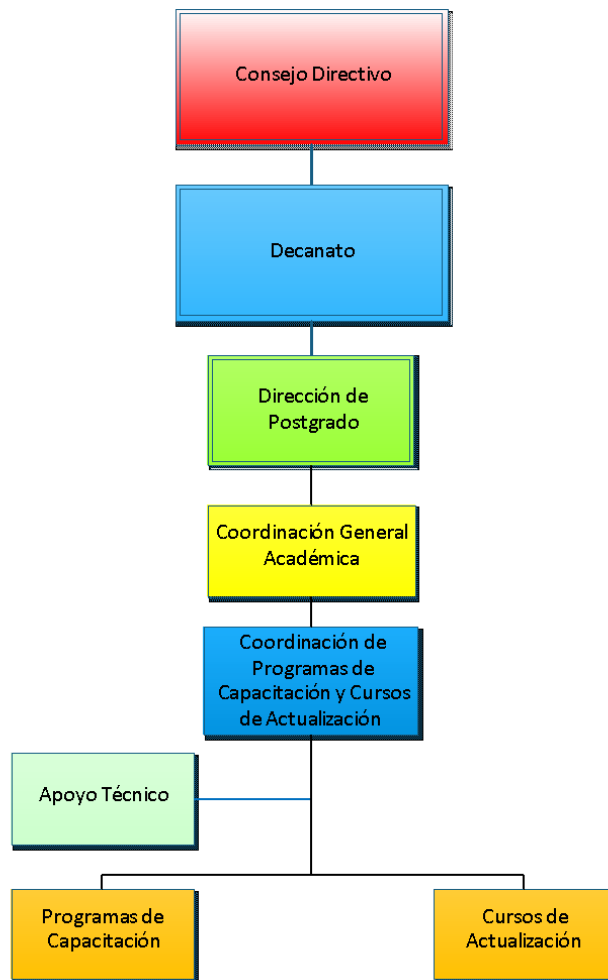 Consejo Directivo
Decanato
Dirección de
Postgrado
Coordinación General
Académica
Coordinación de
Programas de
Capacitación y Cursos
de Actualización
Apoyo Técnico
Programas de
Capacitación
Cursos de
Actualización